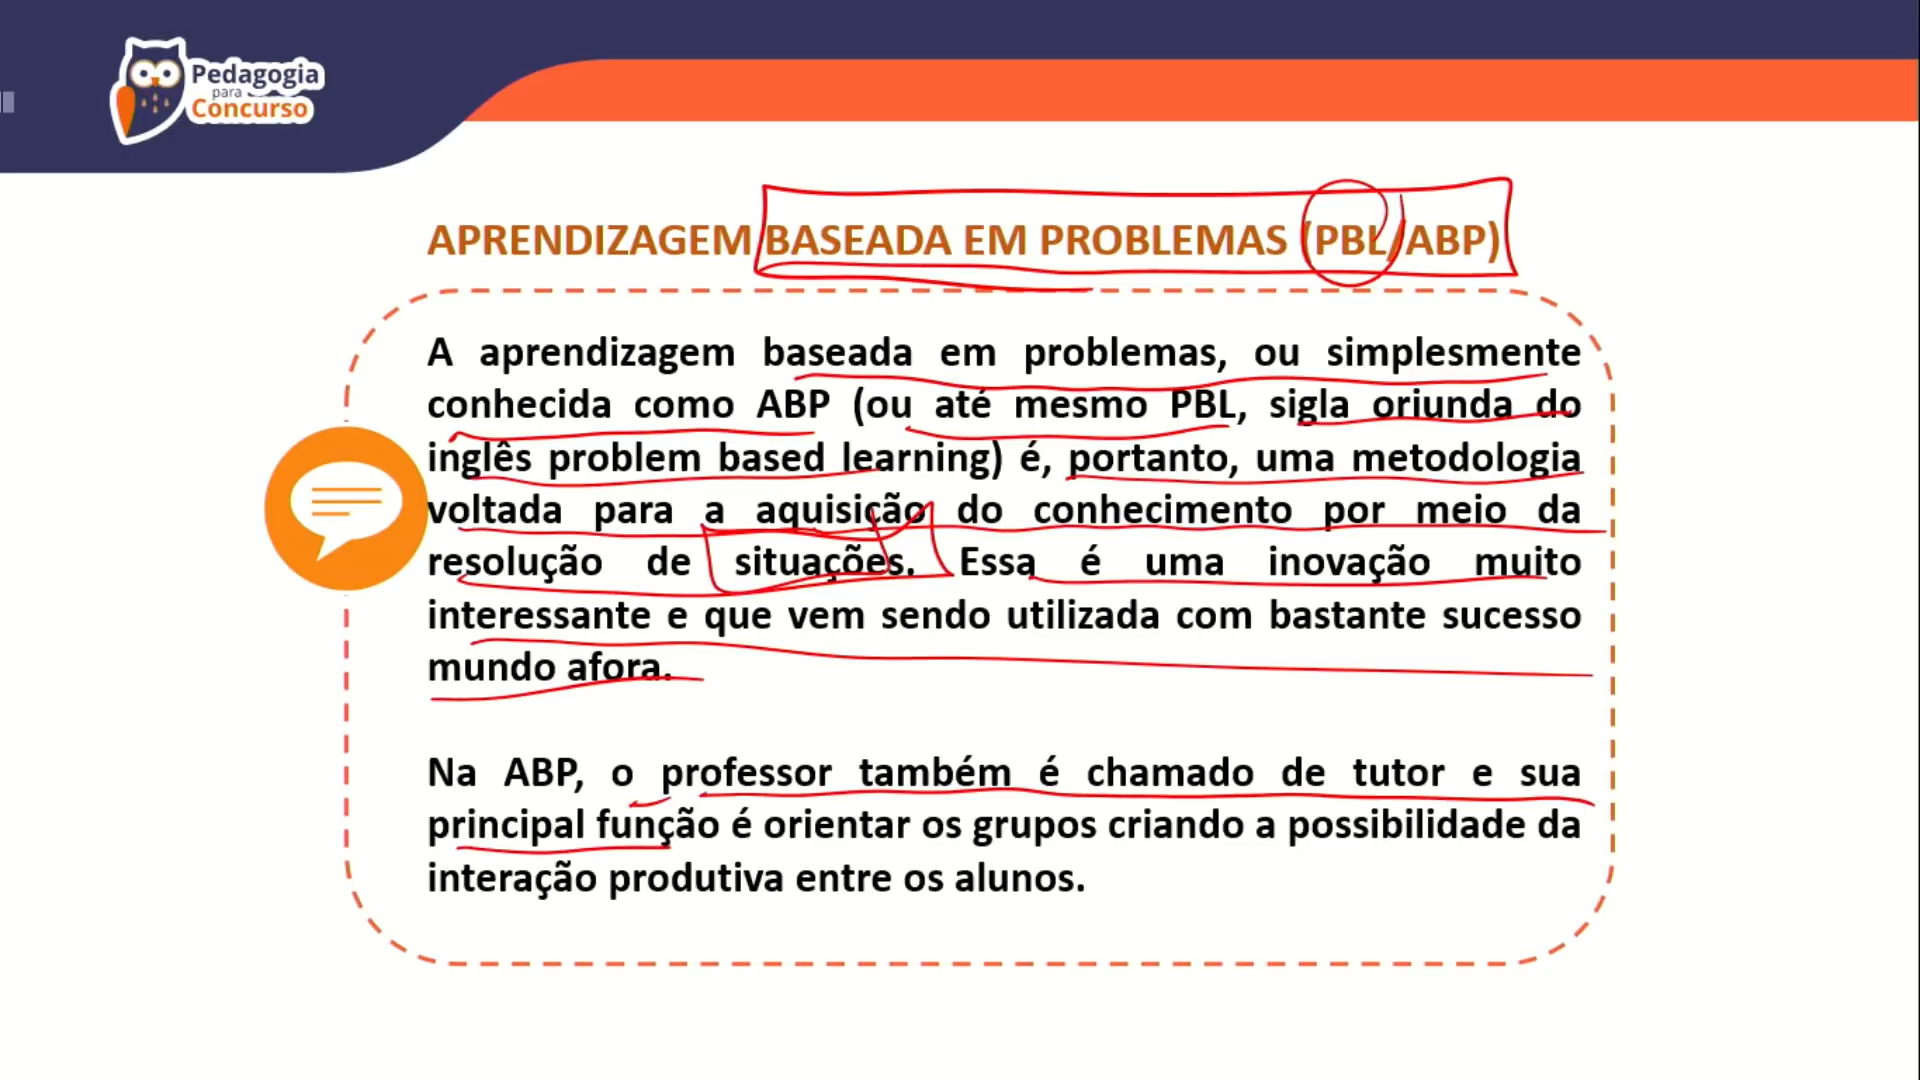 Pedagogia
para
Concurso
APRENDIZAGEM BASEADA EM PROBLEMAS (PBL/ABP)
A aprendizagem baseada em problemas, ou simplesmente
conhecida como ABP (ou até mesmo PBL, sigla oriunda do
inglês problem based learning) é, portanto, uma metodologia
voltada para a aquisição do conhecimento por meio da
resolução de situações. Essa é uma inovação muito
interessante e que vem sendo utilizada com bastante sucesso
mundo afora.
Na ABP, o professor também é chamado de tutor e sua
principal função é orientar os grupos criando a possibilidade da
interação produtiva entre os alunos.